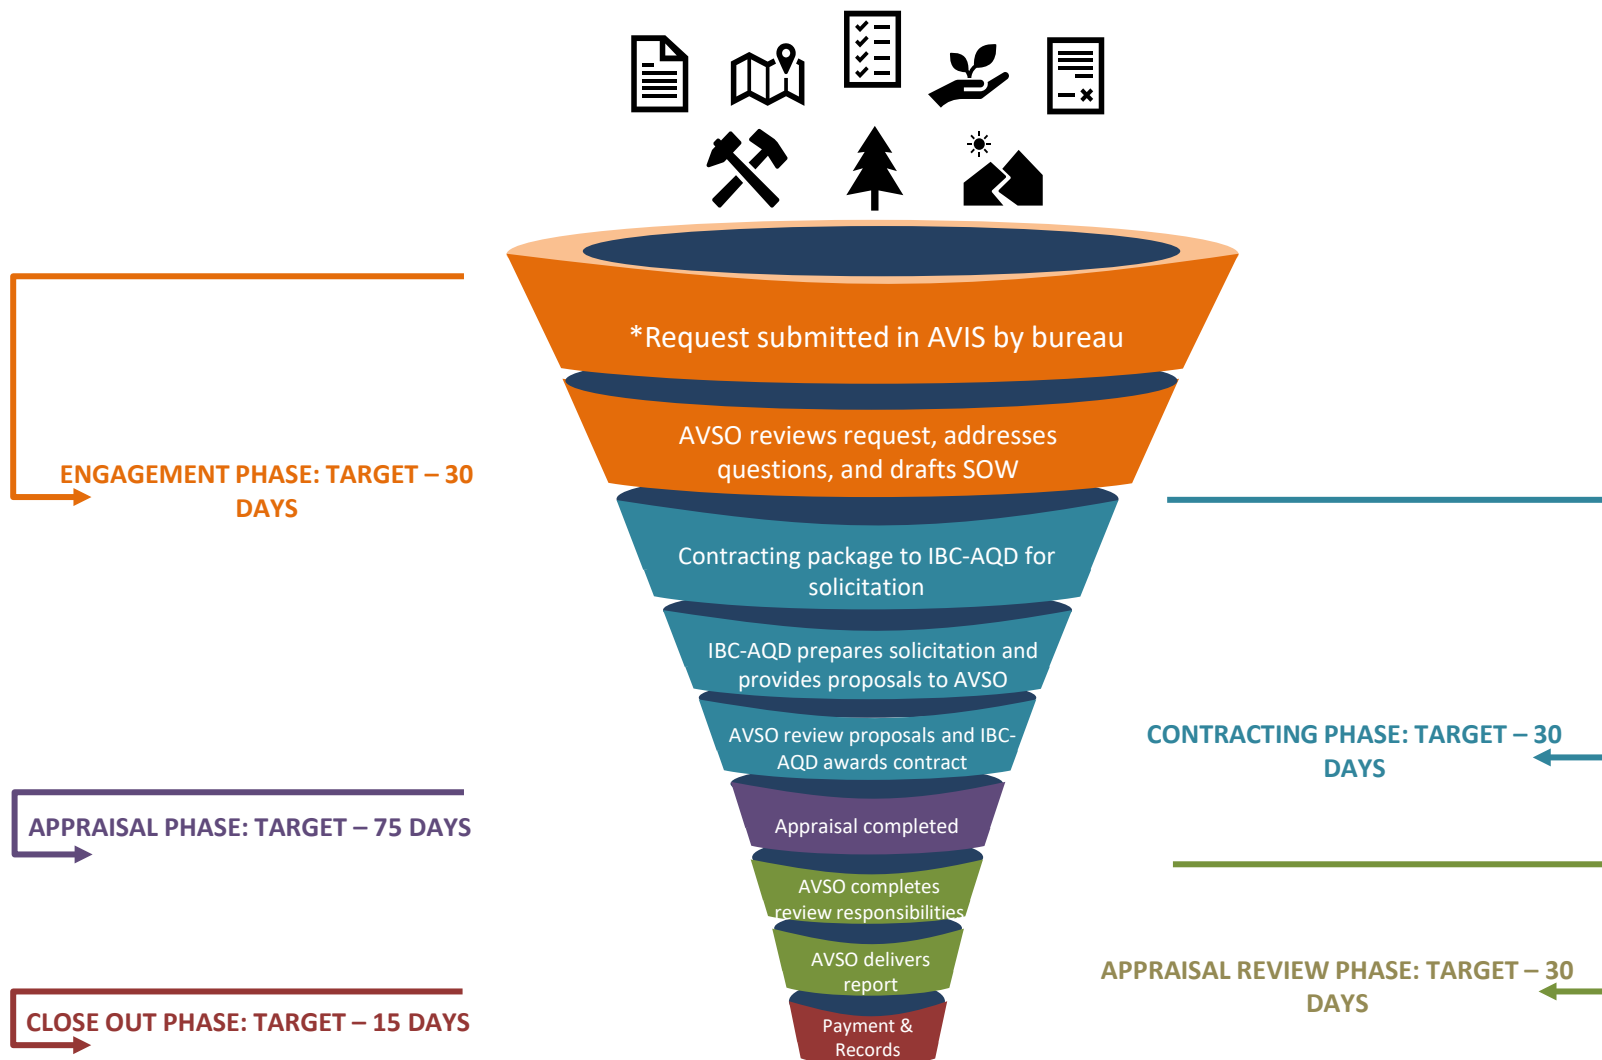 *Request submitted in AVIS by bureau
AVSO reviews request, addresses
questions, and drafts SOW
ENGAGEMENT PHASE: TARGET – 30
DAYS
Contracting package to IBC-AQD for
solicitation
IBC-AQD prepares solicitation and
provides proposals to AVSO
AVSO review proposals and IBC-
AQD awards contract
CONTRACTING PHASE: TARGET – 30
DAYS
Appraisal completed
APPRAISAL PHASE: TARGET – 75 DAYS
AVSO completes
review responsibilities
AVSO delivers
report
APPRAISAL REVIEW PHASE: TARGET – 30
DAYS
Payment &
Records
CLOSE OUT PHASE: TARGET – 15 DAYS